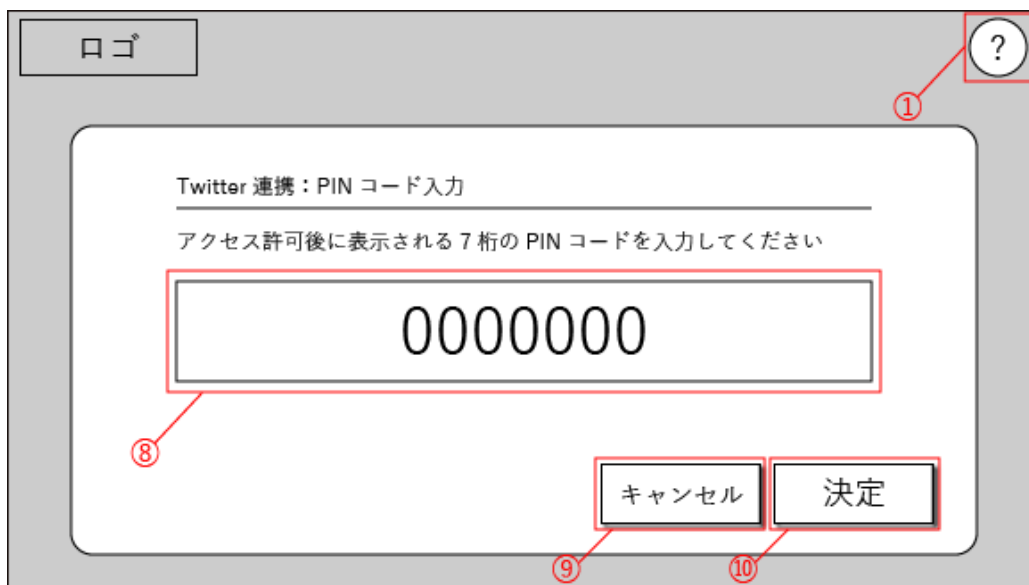 ロゴ
?
①
Twitter 連携：PIN コード入力
アクセス許可後に表示される 7 桁の PIN コードを入力してください
0000000
⑧
キャンセル
決定
⑨
⑩